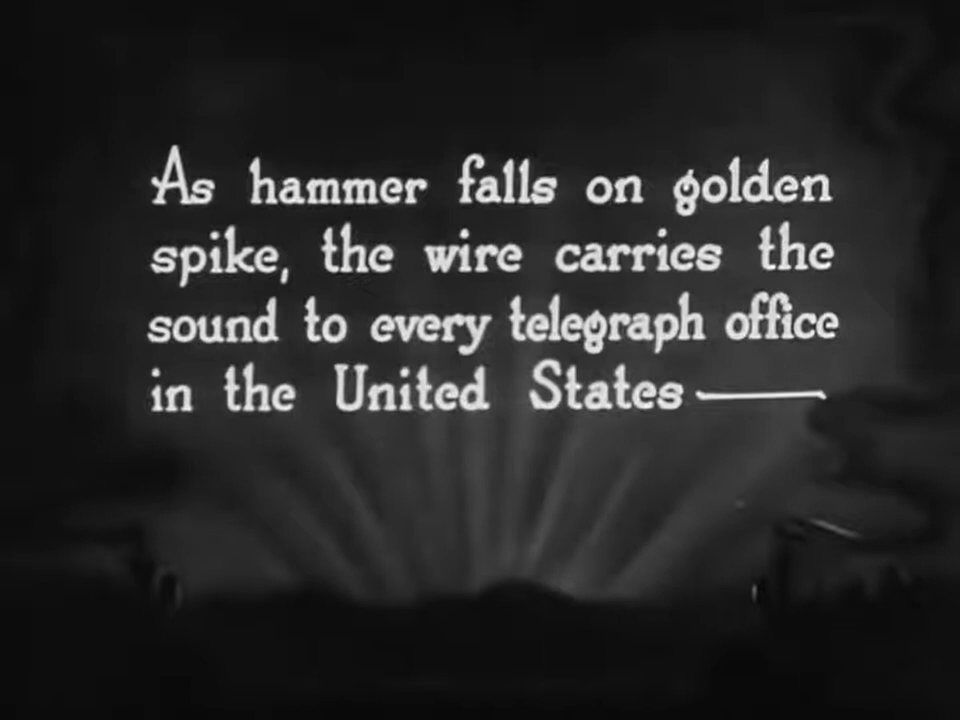 As hammer falls on golden
spike, the wire carries the
sound to every telegraph office
in the United States——